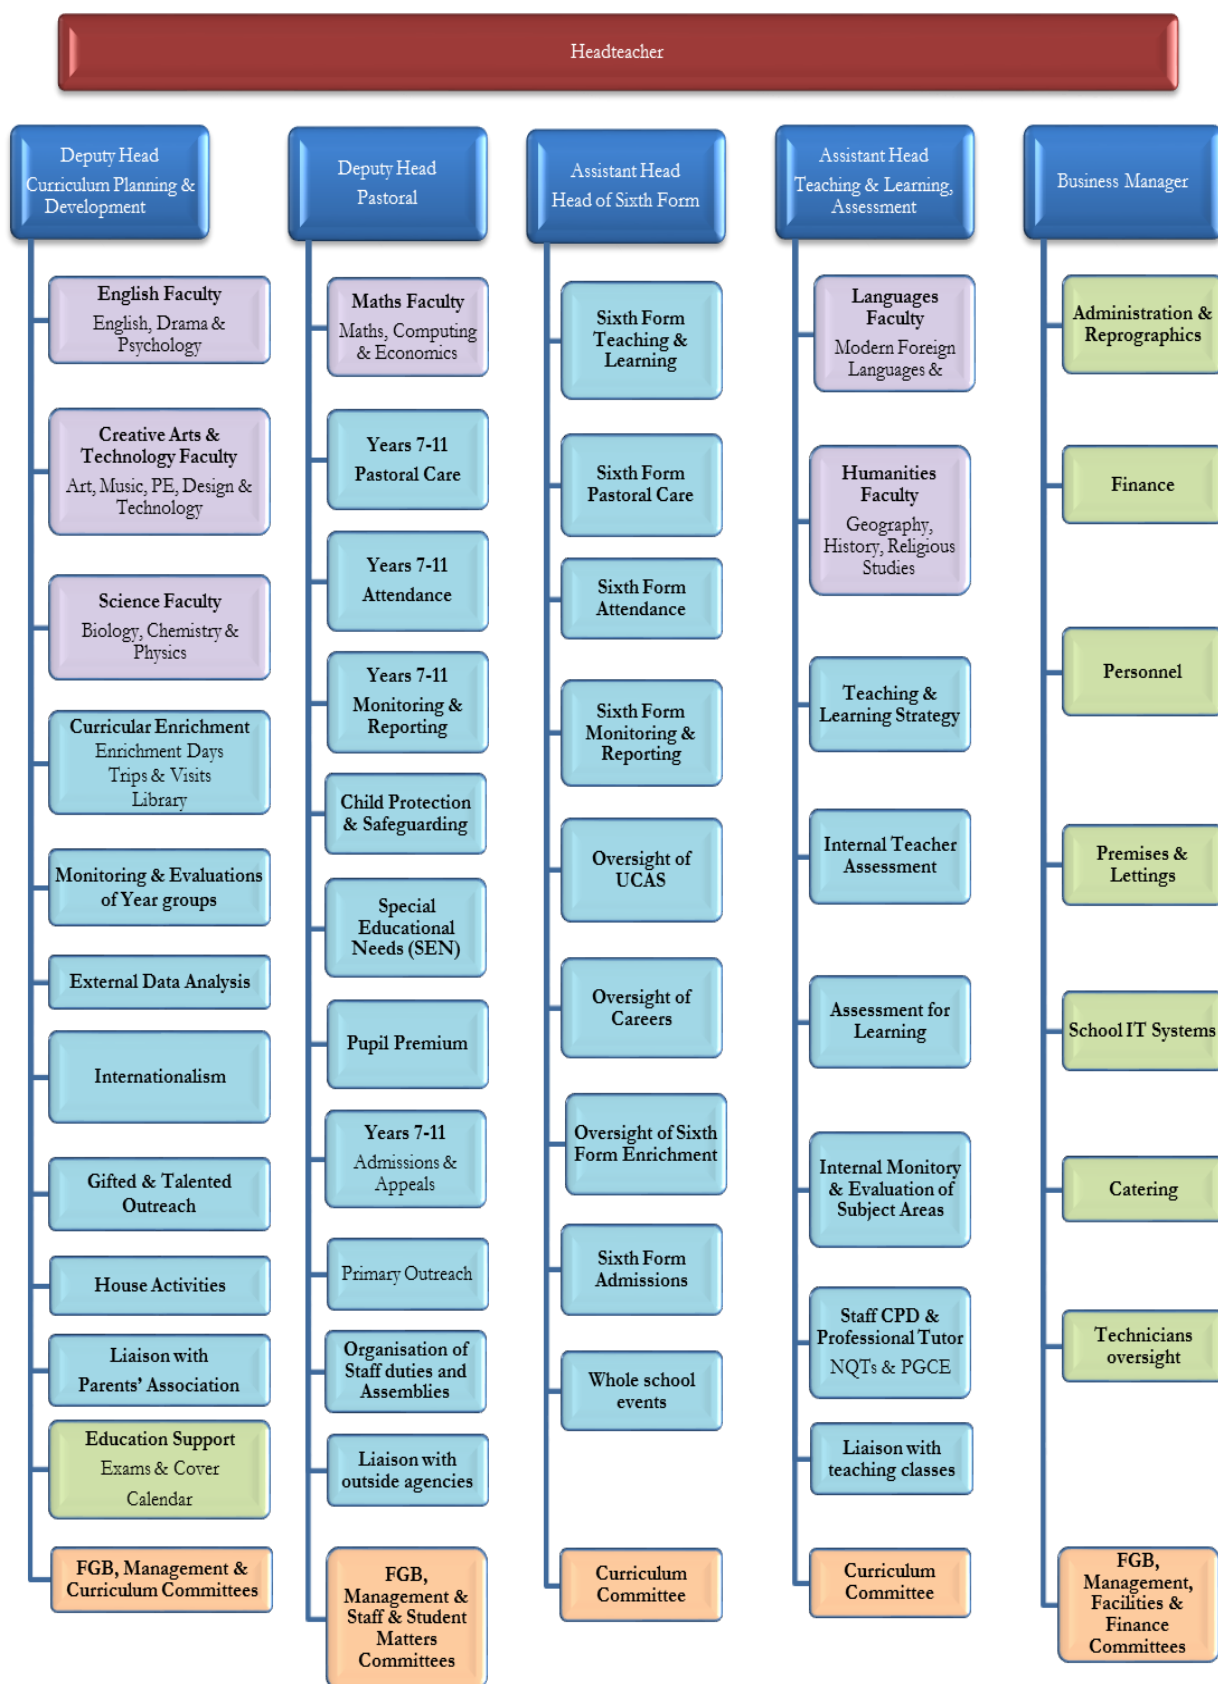 Headteacher
Deputy Head
Curriculum Planning &
Development
English Faculty
English, Drama &
Psychology
Creative Arts &
Technology Faculty
Art, Music, PE, Design &
Technology
Science Faculty
Biology, Chemistry &
Physics
Curricular Enrichment
Enrichment Days
Trips & Visits
Library
Monitoring & Evaluations
of Year groups
External Data Analysis
Internationalism
Gifted & Talented
Outreach
House Activities
Liaison with
Parents' Association
Education Support
Exams & Cover
Calendar
FGB, Management &
Curriculum Committees
Deputy Head
Pastoral
Maths Faculty
Maths, Computing
& Economics
Years 7-11
Pastoral Care
Years 7-11
Attendance
Years 7-11
Monitoring &
Reporting
Child Protection
& Safeguarding
Special
Educational
Needs (SEN)
Pupil Premium
Years 7-11
Admissions &
Appeals
Primary Outreach
Organisation of
Staff duties and
Assemblies
Liaison with
outside agencies
FGB,
Management &
Staff & Student
Matters
Committees
Assistant Head
Head of Sixth Form
Sixth Form
Teaching &
Learning
Sixth Form
Pastoral Care
Sixth Form
Attendance
Sixth Form
Monitoring &
Reporting
Oversight of
UCAS
Oversight of
Careers
Oversight of Sixth
Form Enrichment
Sixth Form
Admissions
Whole school
events
Curriculum
Committee
Assistant Head
Teaching & Learning,
Assessment
Languages
Faculty
Modern Foreign
Languages &
Humanities
Faculty
Geography,
History, Religious
Studies
Teaching &
Learning Strategy
Internal Teacher
Assessment
Assessment for
Learning
Internal Monitory
& Evaluation of
Subject Areas
Staff CPD &
Professional Tutor
NQTs & PGCE
Liaison with
teaching classes
Curriculum
Committee
Business Manager
Administration &
Reprographics
Finance
Personnel
Premises &
Lettings
School IT Systems
Catering
Technicians
oversight
FGB,
Management,
Facilities &
Finance
Committees